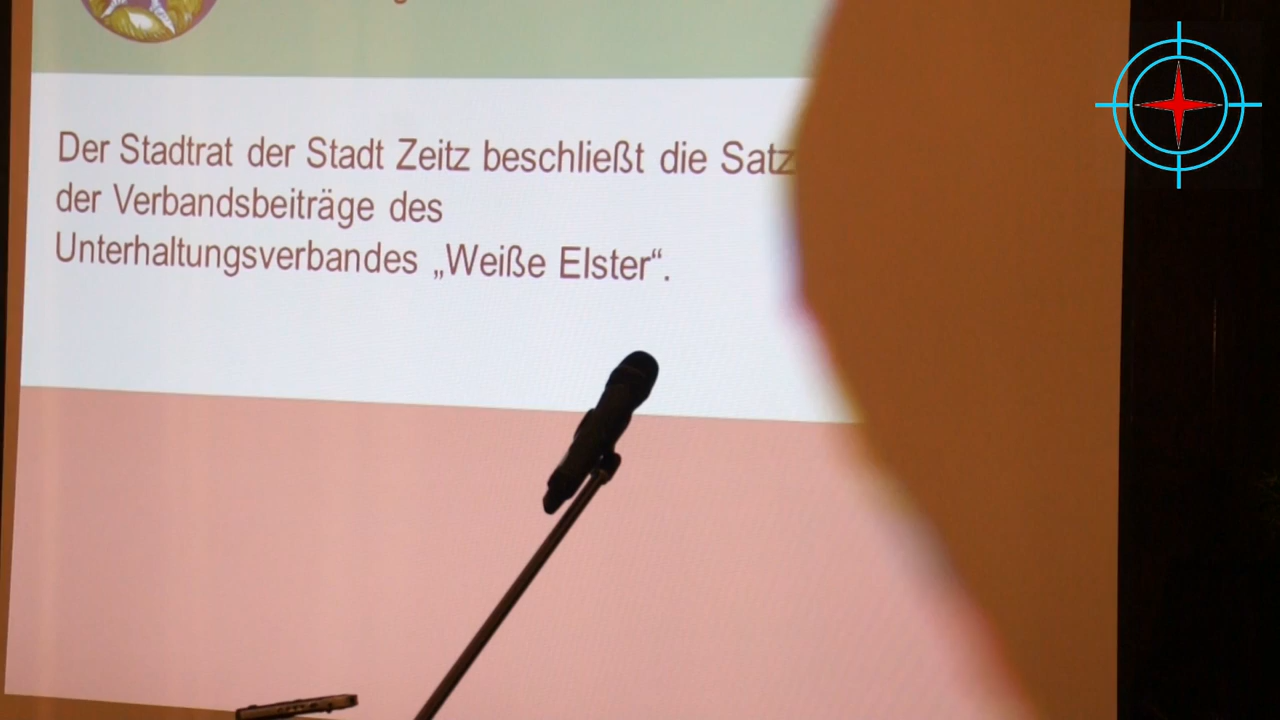 Der Stadtrat der Stadt Zeitz beschließt die Satz
der Verbandsbeiträge des
Unterhaltungsverbandes „Weiße Elster“.